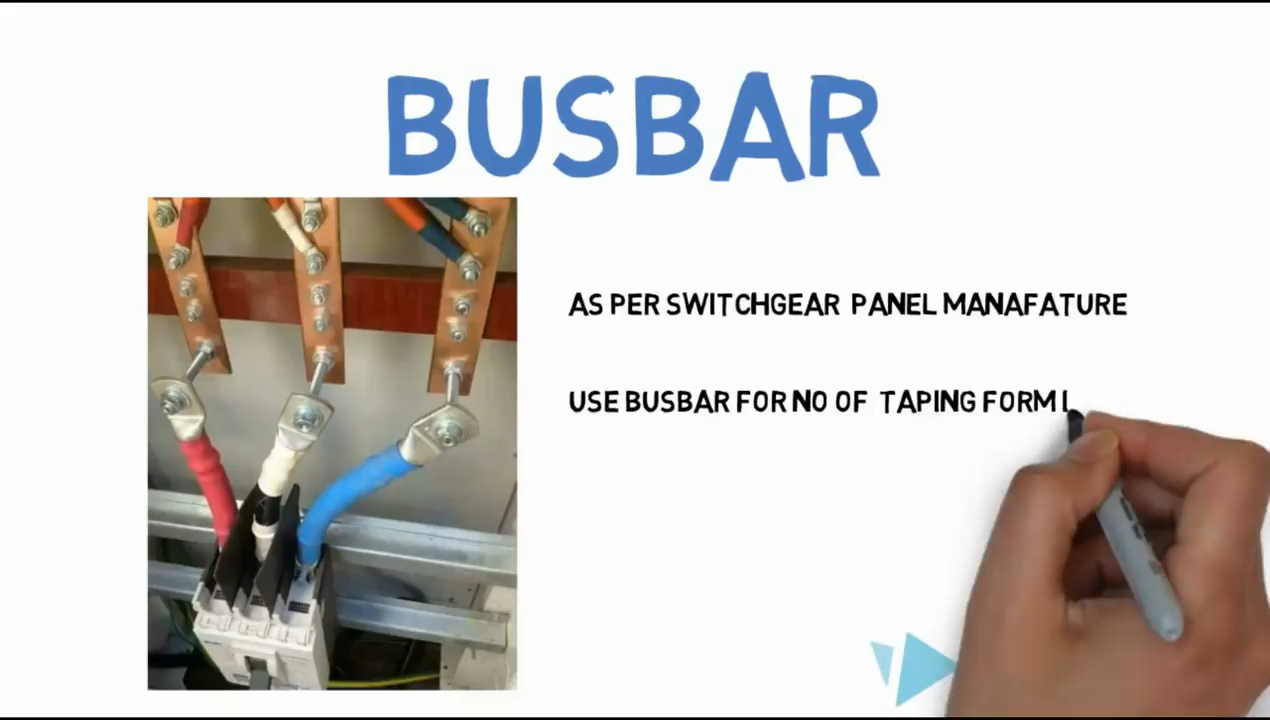 BUSBAR
AS PER SWITCHGEAR PANEL MANAFATURE
USE BUSBAR FOR NO OF TAPING FORM